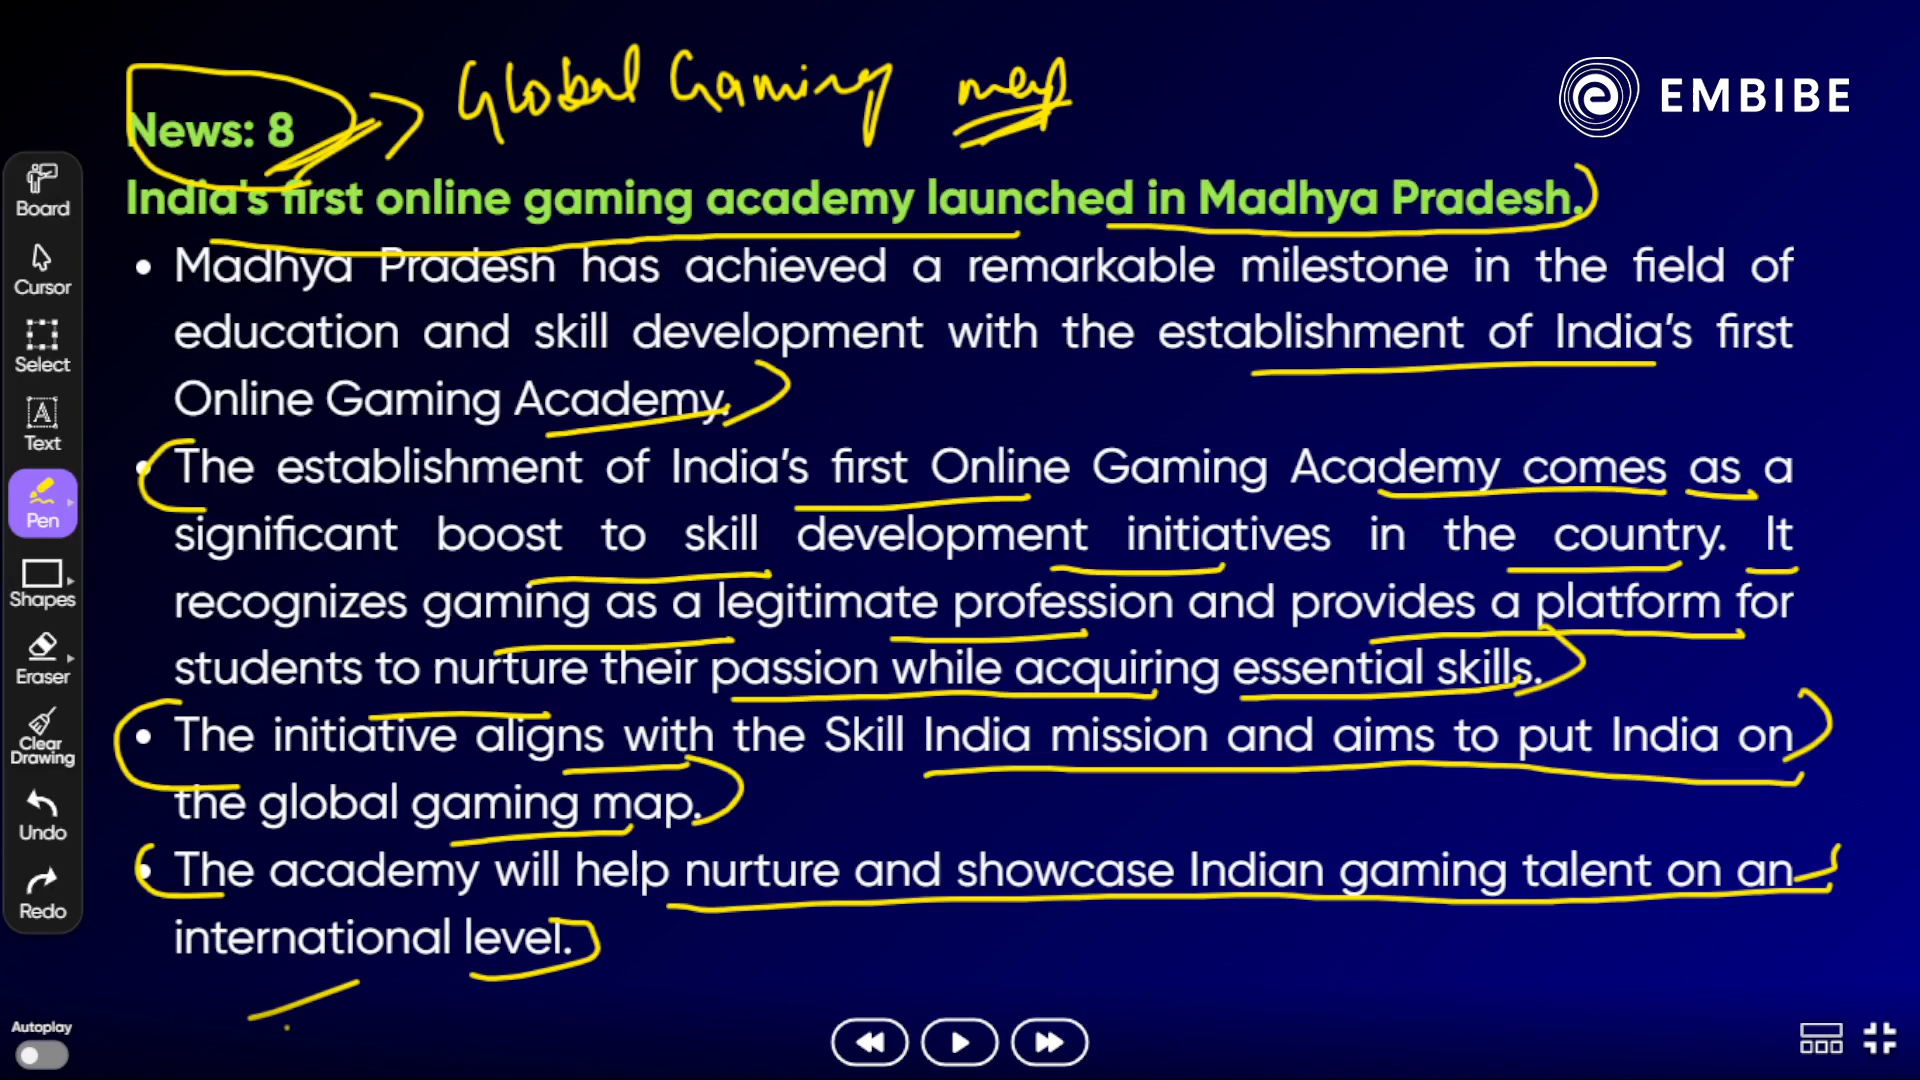 Global Gaming map
EMBIBE
News: 8
India's first online gaming academy launched in Madhya Pradesh.
• Madhya Pradesh has achieved a remarkable milestone in the field of
education and skill development with the establishment of India's first
Online Gaming Academy.
• The establishment of India's first Online Gaming Academy comes as a
significant boost to skill development initiatives in the country. It
recognizes gaming as a legitimate profession and provides a platform for
students to nurture their passion while acquiring essential skills.
• The initiative aligns with the Skill India mission and aims to put India on
the global gaming map.
• The academy will help nurture and showcase Indian gaming talent on an
international level.
Board
Cursor
Select
A
Text
Pen
Shapes
Eraser
Clear
Drawing
Undo
Redo
Autoplay